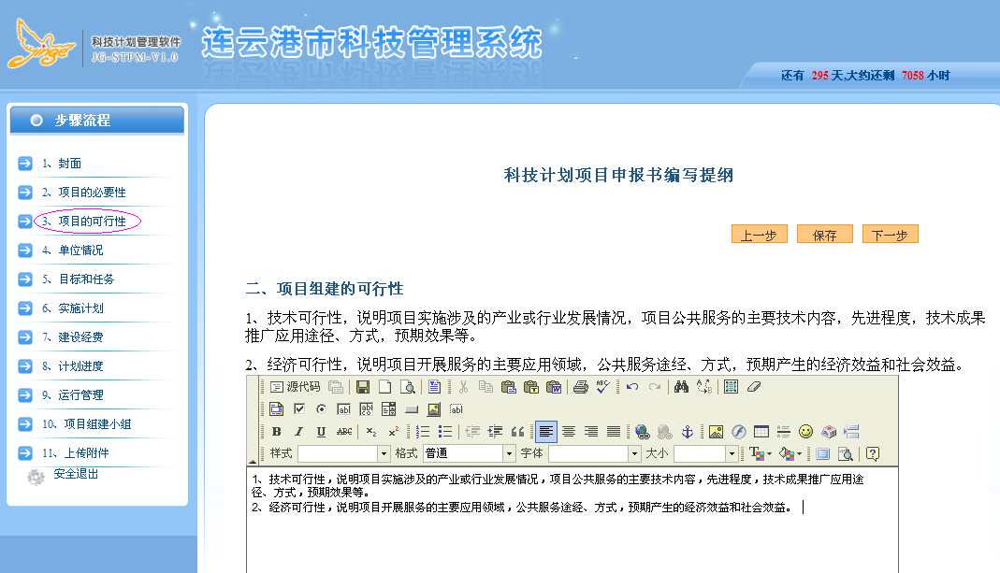 科技计划管理软件
JG-STPM-V1.0
连云港市科技管理系统
还有 295 天,大约还剩 7058 小时
步骤流程
1、封面
2、项目的必要性
3、项目的可行性
4、单位情况
5、目标和任务
6、实施计划
7、建设经费
8、计划进度
9、运行管理
10、项目组建小组
11、上传附件
安全退出
科技计划项目申报书编写提纲
上一步 保存 下一步
二、项目组建的可行性
1、技术可行性，说明项目实施涉及的产业或行业发展情况，项目公共服务的主要技术内容，先进程度，技术成果
推广应用途径、方式，预期效果等。
2、经济可行性，说明项目开展服务的主要应用领域，公共服务途经、方式，预期产生的经济效益和社会效益。
源代码
B I U ABC
样式 格式 普通 字体 大小
1、技术可行性，说明项目实施涉及的产业或行业发展情况，项目公共服务的主要技术内容，先进程度，技术成果推广应用途
径、方式，预期效果等。
2、经济可行性，说明项目开展服务的主要应用领域，公共服务途经、方式，预期产生的经济效益和社会效益。